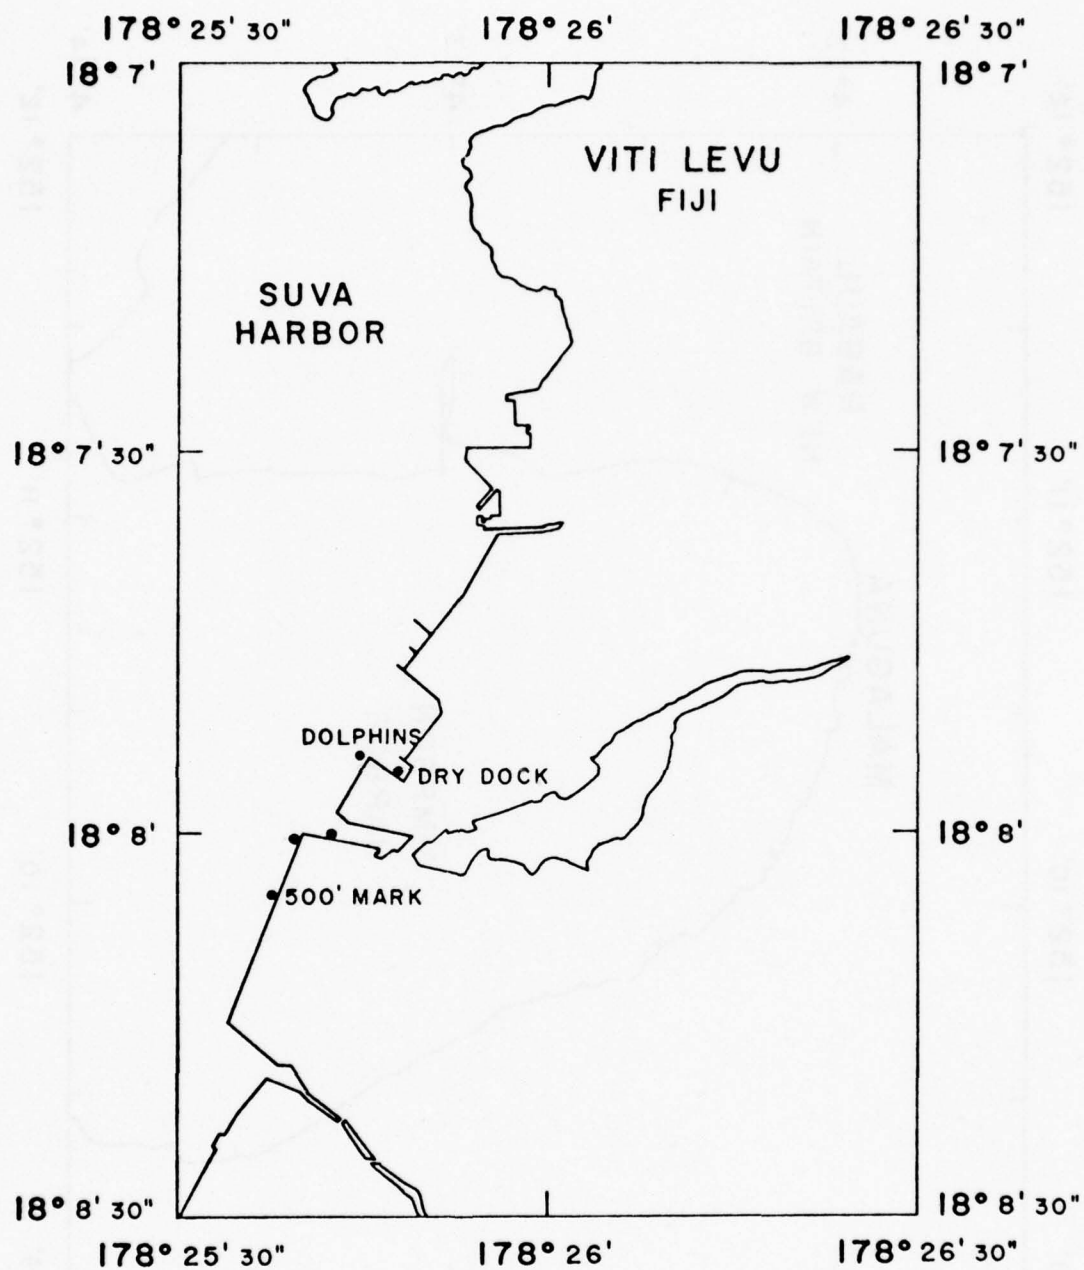 178° 25' 30" 178° 26' 178° 26' 30"
18° 7' 18° 7'
VITI LEVU
FIJI
SUVA
HARBOR
18° 7' 30" 18° 7' 30"
DOLPHINS
DRY DOCK
18° 8' 18° 8'
500' MARK
18° 8' 30" 18° 8' 30"
178° 25' 30" 178° 26' 178° 26' 30"